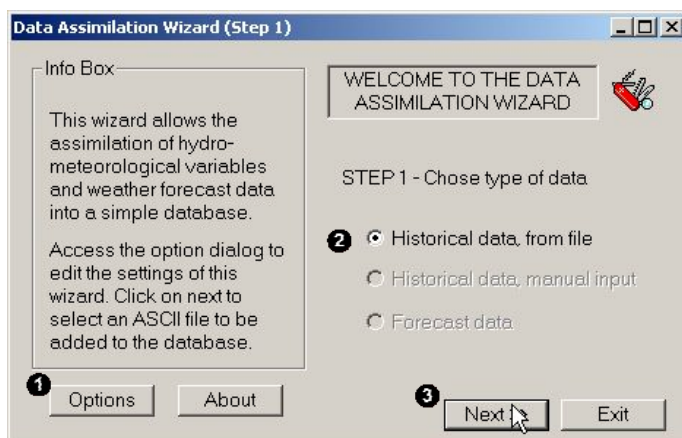 Data Assimilation Wizard (Step 1)
Info Box
This wizard allows the
assimilation of hydro-
meteorological variables
and weather forecast data
into a simple database.
Access the option dialog to
edit the settings of this
wizard. Click on next to
select an ASCII file to be
added to the database.
1
Options
About
WELCOME TO THE DATA
ASSIMILATION WIZARD
STEP 1 - Chose type of data
2
Historical data, from file
Historical data, manual input
Forecast data
3
Next
Exit